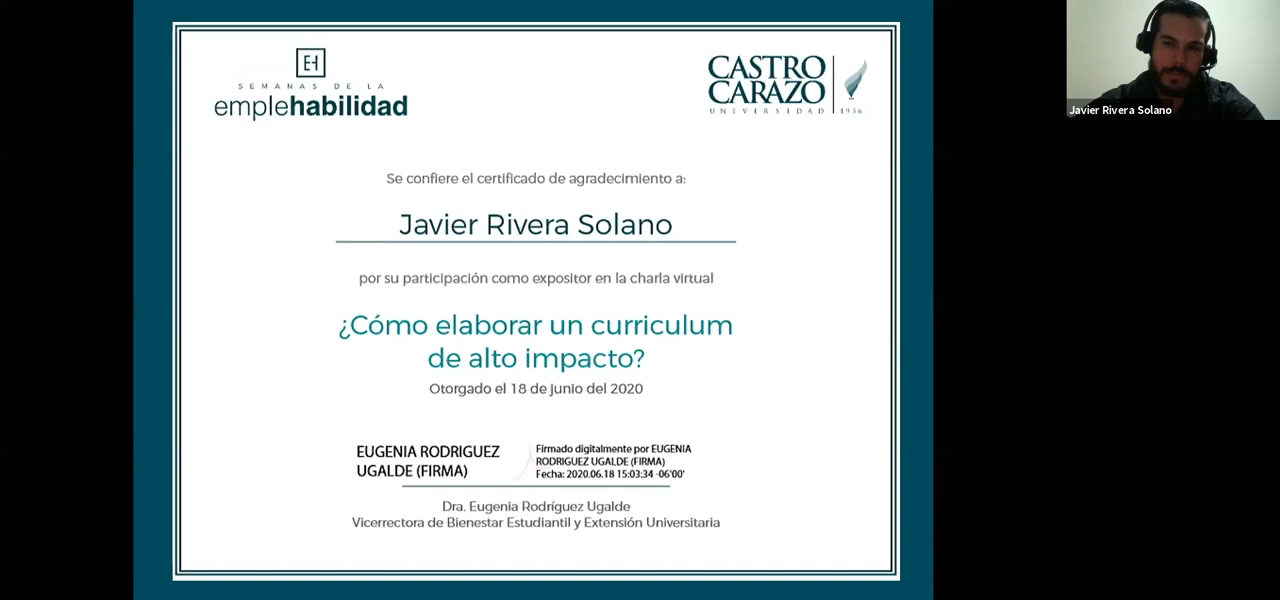 EH
SEMANAS DE LA
emplehabilidad
CASTRO
CARAZO
UNIVERSIDAD
1936
Se confiere el certificado de agradecimiento a:
Javier Rivera Solano
por su participación como expositor en la charla virtual
¿Cómo elaborar un curriculum
de alto impacto?
Otorgado el 18 de junio del 2020
EUGENIA RODRIGUEZ
UGALDE (FIRMA)
Firmado digitalmente por EUGENIA
RODRIGUEZ UGALDE (FIRMA)
Fecha: 2020.06.18 15:03:34 -06'00'
Dra. Eugenia Rodríguez Ugalde
Vicerrectora de Bienestar Estudiantil y Extensión Universitaria
Javier Rivera Solano